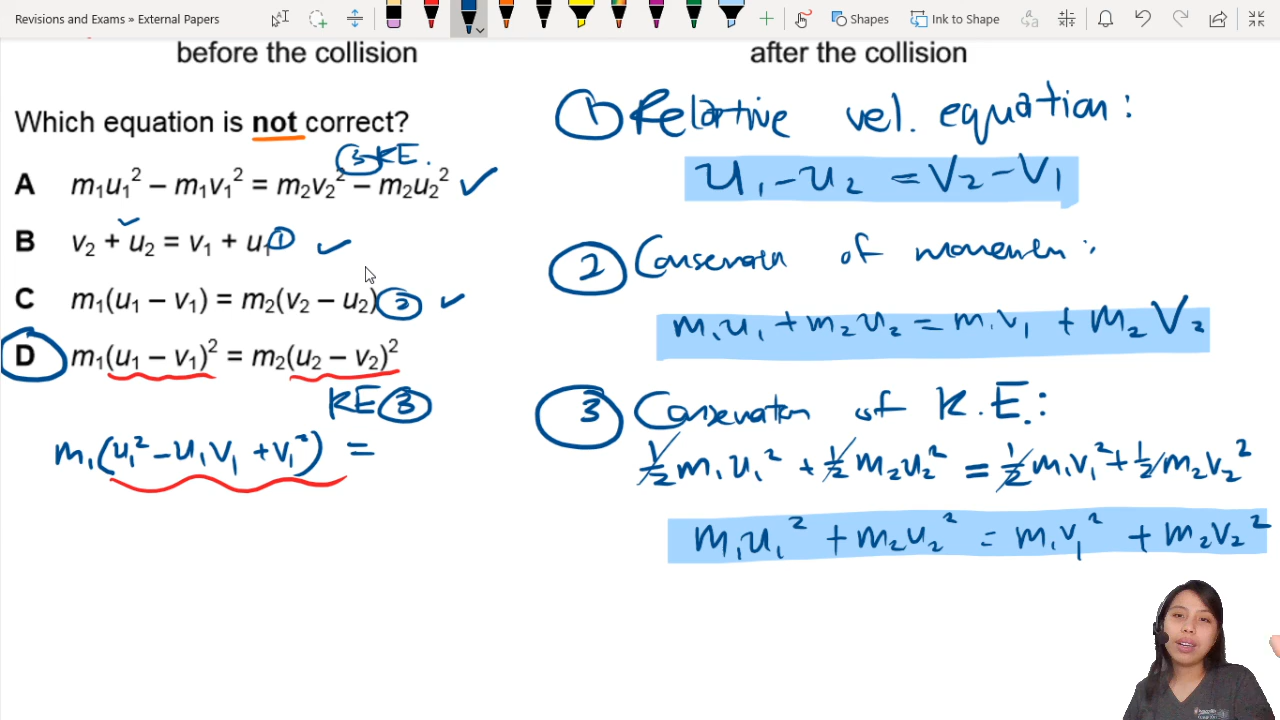 Revisions and Exams » External Papers
Shapes
Ink to Shape
before the collision
after the collision
Which equation is not correct?
③KE.
A m₁u₁² – m₁v₁² = m₂v₂² – m₂u₂² ✓
B v₂ + u₂ = v₁ + u₁ ① ✓
C m₁(u₁ – v₁) = m₂(v₂ – u₂) ② ✓
D m₁(u₁ – v₁)² = m₂(u₂ – v₂)²
KE ③
m₁(u₁² – u₁v₁ + v₁²) =
① Relative vel. equation:
u₁ – u₂ = v₂ – v₁
② Conservation of momentum:
m₁u₁ + m₂u₂ = m₁v₁ + m₂v₂
③ Conservation of K.E:
½m₁u₁² + ½m₂u₂² = ½m₁v₁² + ½m₂v₂²
m₁u₁² + m₂u₂² = m₁v₁² + m₂v₂²